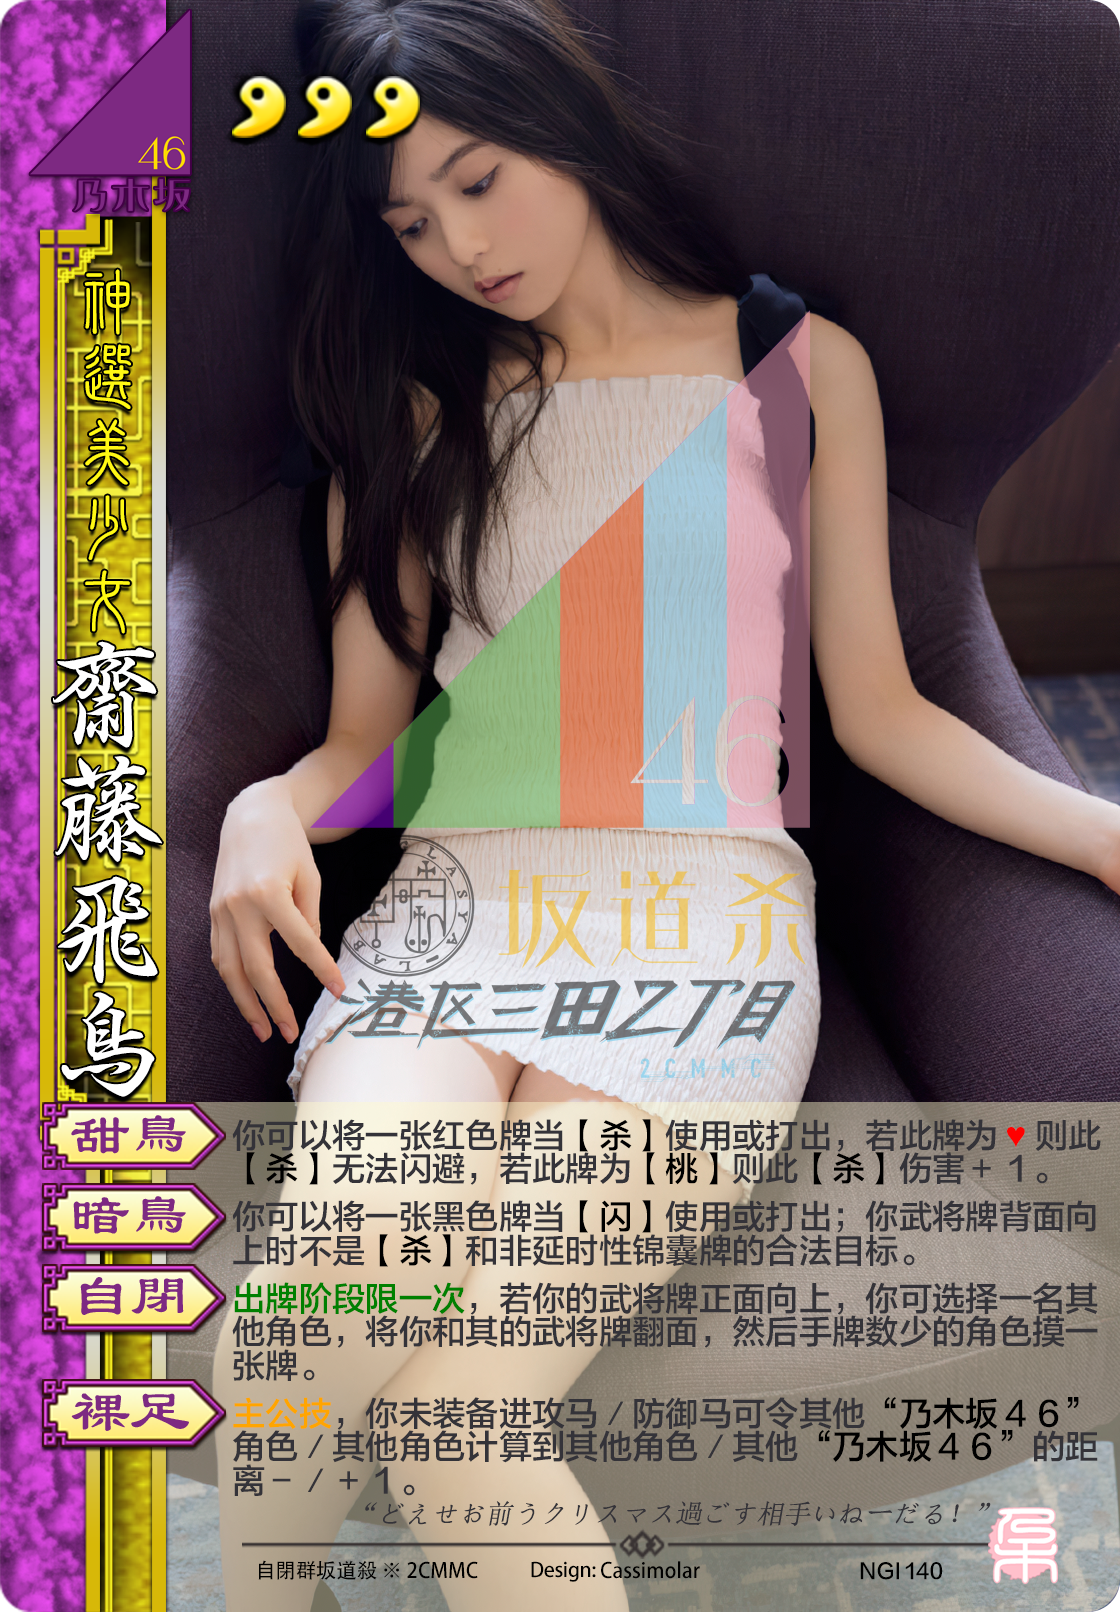 46
乃木坂
神選美少女
齋藤飛鳥
46
坂道杀
港区三田乙丁目
2CMMC
甜鳥
你可以将一张红色牌当【杀】使用或打出，若此牌为♥则此
【杀】无法闪避，若此牌为【桃】则此【杀】伤害＋１。
暗鳥
你可以将一张黑色牌当【闪】使用或打出；你武将牌背面向
上时不是【杀】和非延时性锦囊牌的合法目标。
自閉
出牌阶段限一次，若你的武将牌正面向上，你可选择一名其
他角色，将你和其的武将牌翻面，然后手牌数少的角色摸一
张牌。
裸足
主公技，你未装备进攻马／防御马可令其他“乃木坂４６”
角色／其他角色计算到其他角色／其他“乃木坂４６”的距
离－／＋１。
“どえせお前うクリスマス過ごす相手いねーだる！”
自閉群坂道殺 ※ 2CMMC Design: Cassimolar NGI140